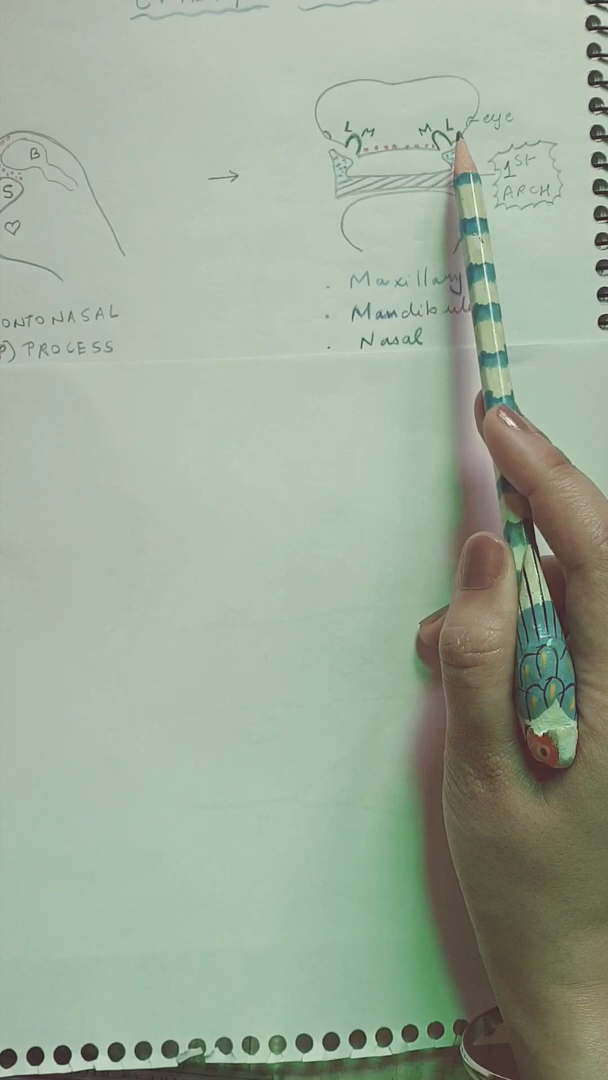 B
S
ONTONASAL
) PROCESS
L M M L
eye
1ST
ARCH
. Maxillary
. Mandibul
. Nasal